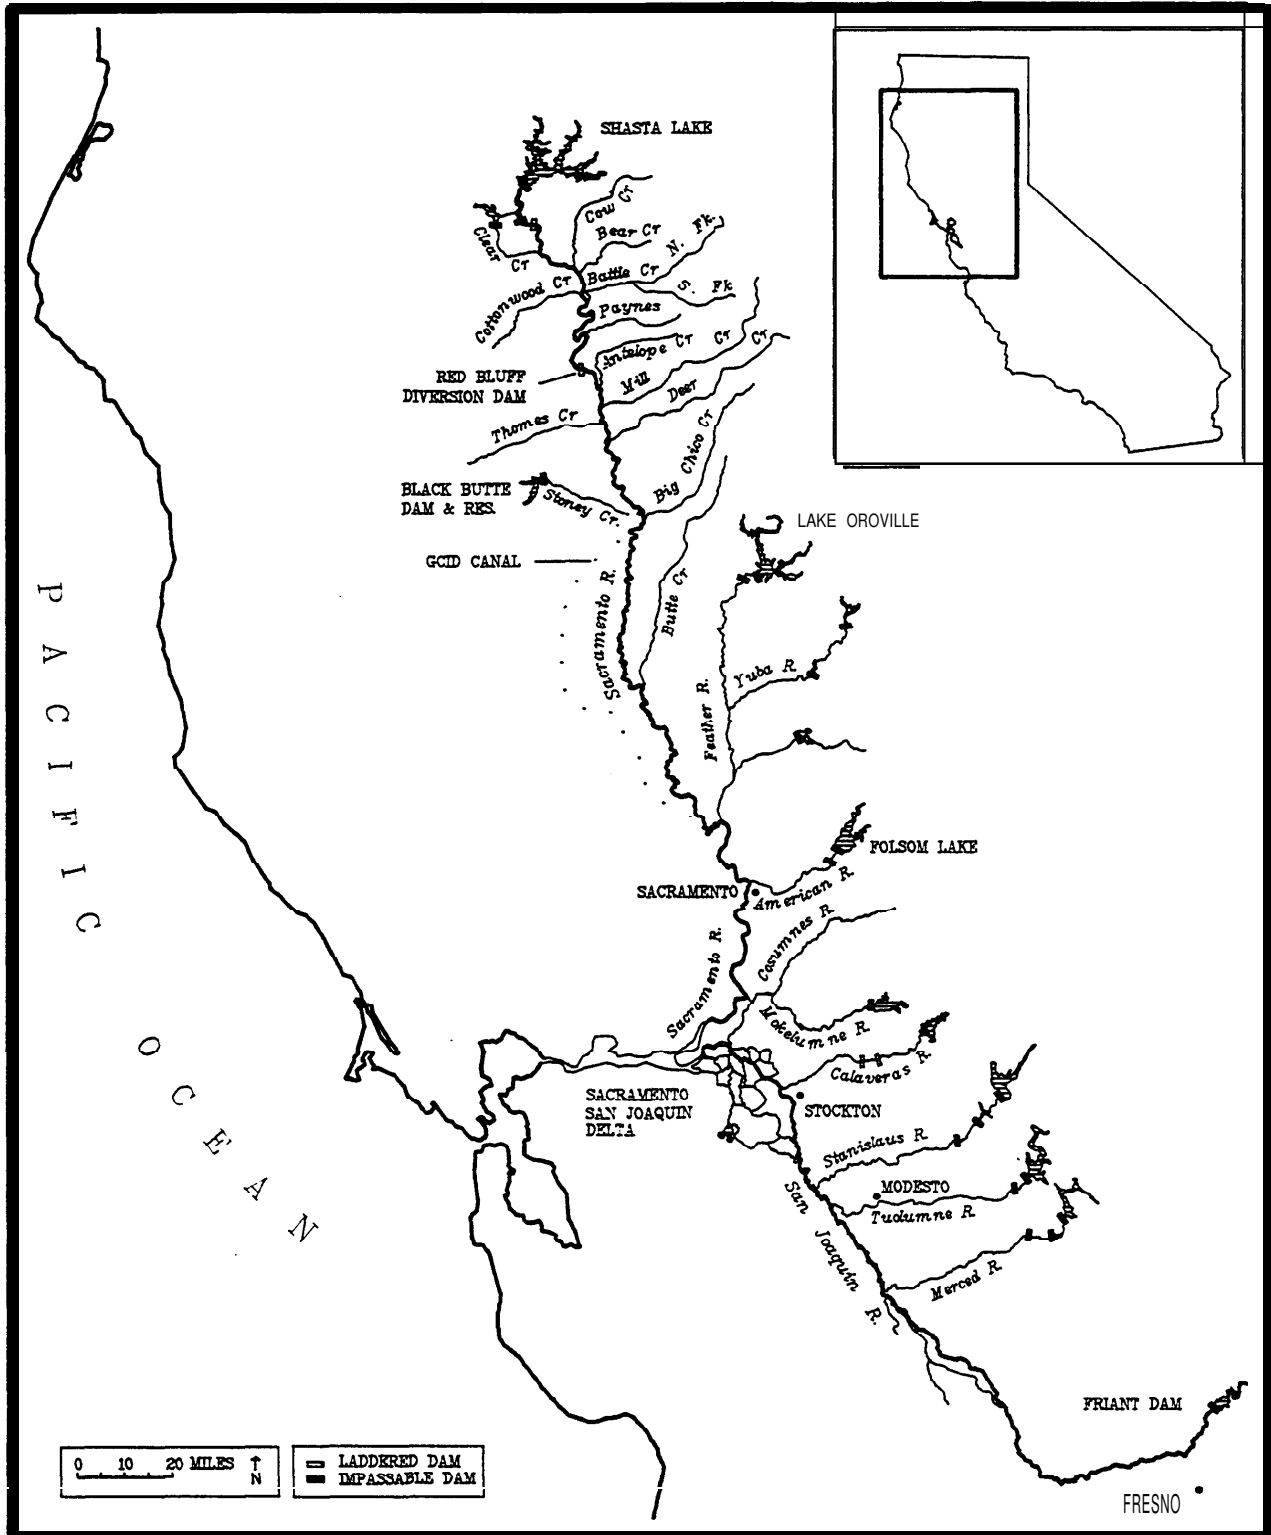 SHASTA LAKE
Cow Cr
Bear Cr
N. Fk.
Clear
Cr
Battle Cr
S. Fk
Cottonwood Cr
Paynes
Antelope Cr
Cr
Cr
Mill
Deer
RED BLUFF
DIVERSION DAM
Thomes Cr
Big Chico Cr
BLACK BUTTE
DAM & RES.
Stoney Cr.
LAKE OROVILLE
GCID CANAL
Sacramento R.
Butte Cr
Yuba R
Feather R.
PACIFIC
OCEAN
FOLSOM LAKE
SACRAMENTO
American R.
Cosumnes R
Sacramento R.
Mokelumne R
Calaveras R.
SACRAMENTO
SAN JOAQUIN
DELTA
STOCKTON
Stanislaus R
MODESTO
Tuolumne R
San Joaquin R.
Merced R
FRIANT DAM
FRESNO
0 10 20 MILES
N
LADDERED DAM
IMPASSABLE DAM